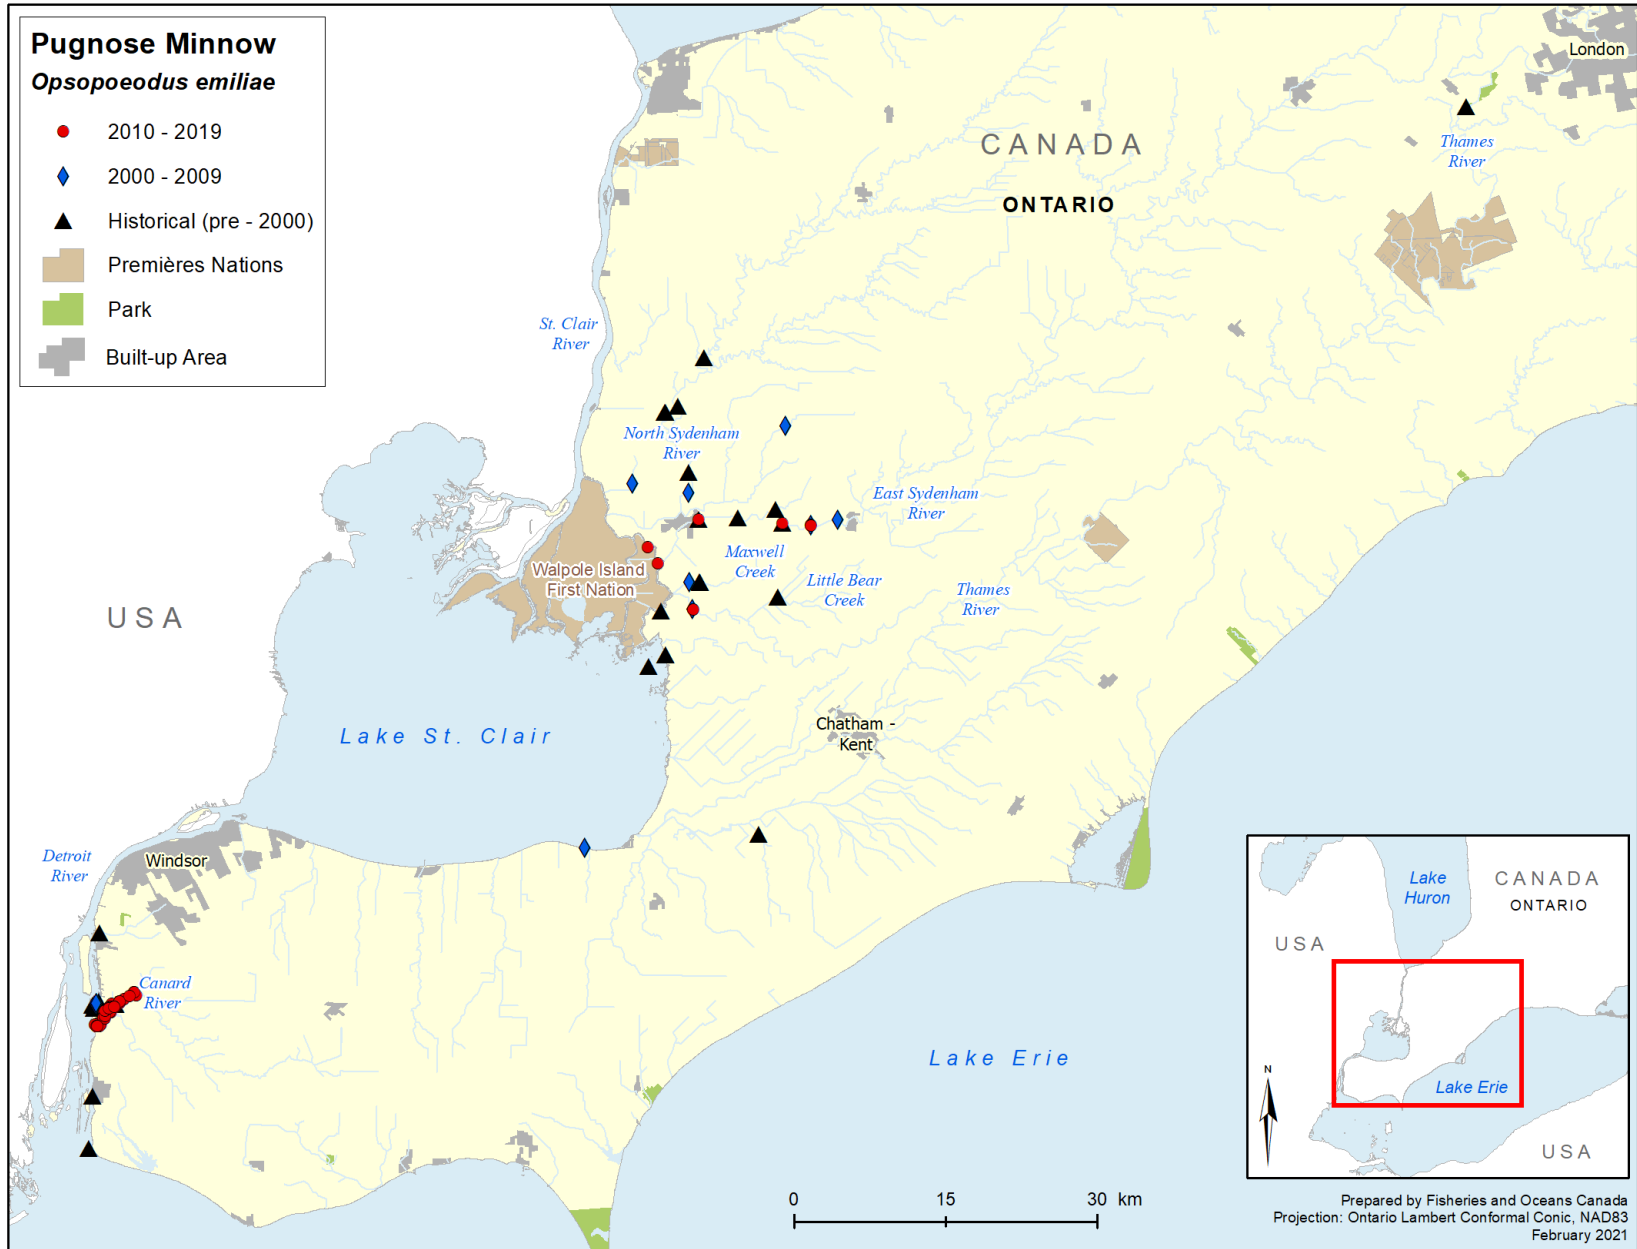 Pugnose Minnow
Opsopoeodus emiliae
2010 - 2019
2000 - 2009
Historical (pre - 2000)
Premières Nations
Park
Built-up Area
London
CANADA
ONTARIO
Thames
River
St. Clair
River
North Sydenham
River
East Sydenham
River
Maxwell
Creek
Little Bear
Creek
Thames
River
Walpole Island
First Nation
USA
Lake St. Clair
Chatham -
Kent
Detroit
River
Windsor
Canard
River
Lake Erie
Lake
Huron
CANADA
ONTARIO
USA
Lake Erie
USA
N
0 15 30 km
Prepared by Fisheries and Oceans Canada
Projection: Ontario Lambert Conformal Conic, NAD83
February 2021